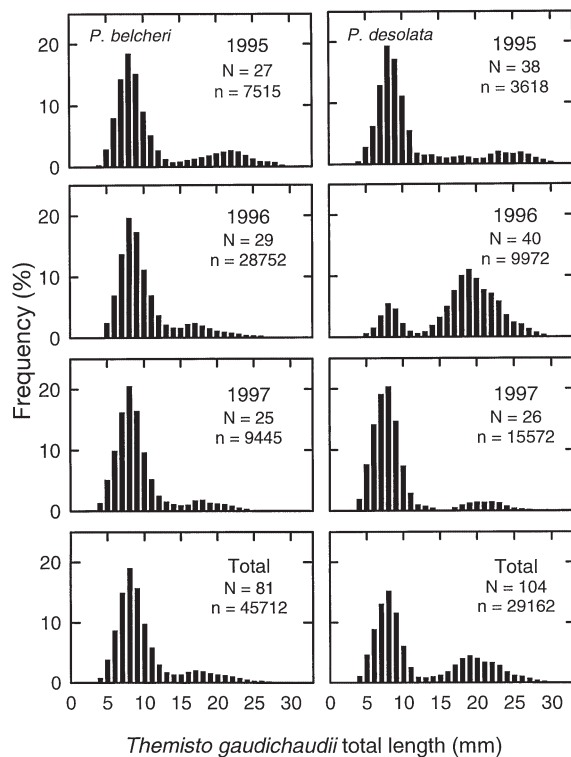 P. belcheri
1995
N = 27
n = 7515
P. desolata
1995
N = 38
n = 3618
20
10
0
1996
N = 29
n = 28752
1996
N = 40
n = 9972
20
10
0
Frequency (%)
1997
N = 25
n = 9445
1997
N = 26
n = 15572
20
10
0
Total
N = 81
n = 45712
Total
N = 104
n = 29162
20
10
0
0 5 10 15 20 25 30 0 5 10 15 20 25 30
Themisto gaudichaudii total length (mm)